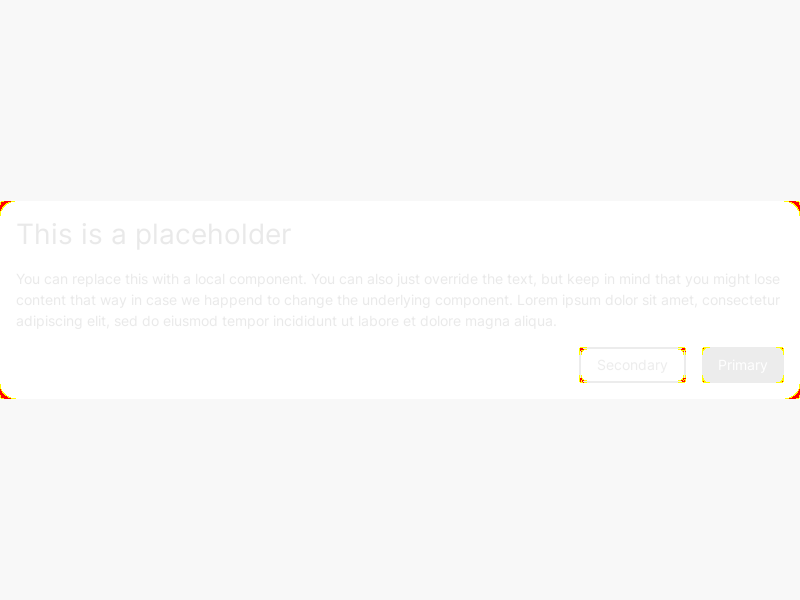 This is a placeholder
You can replace this with a local component. You can also just override the text, but keep in mind that you might lose
content that way in case we happend to change the underlying component. Lorem ipsum dolor sit amet, consectetur
adipiscing elit, sed do eiusmod tempor incididunt ut labore et dolore magna aliqua.
Secondary Primary